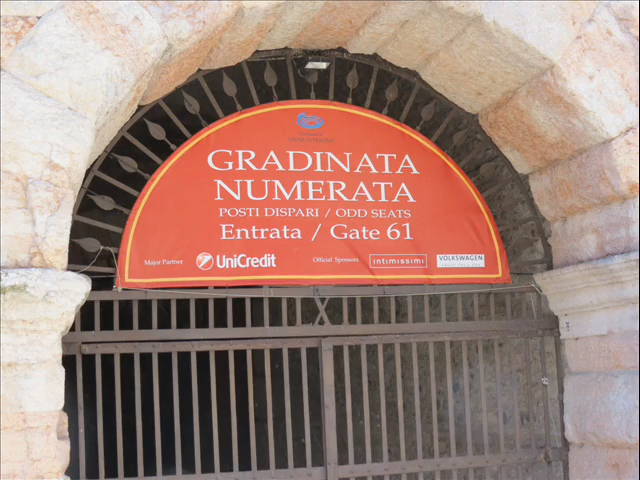 GRADINATA
NUMERATA
POSTI DISPARI / ODD SEATS
Entrata / Gate 61
Major Partner UniCredit Official Sponsors intimissimi VOLKSWAGEN